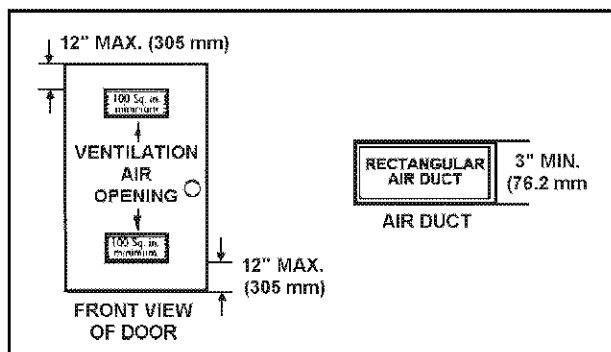 12" MAX. (305 mm)
100 Sq. in.
minimum
VENTILATION
AIR
OPENING
100 Sq. in.
minimum
12" MAX.
(305 mm)
FRONT VIEW
OF DOOR
RECTANGULAR
AIR DUCT
3" MIN.
(76.2 mm
AIR DUCT